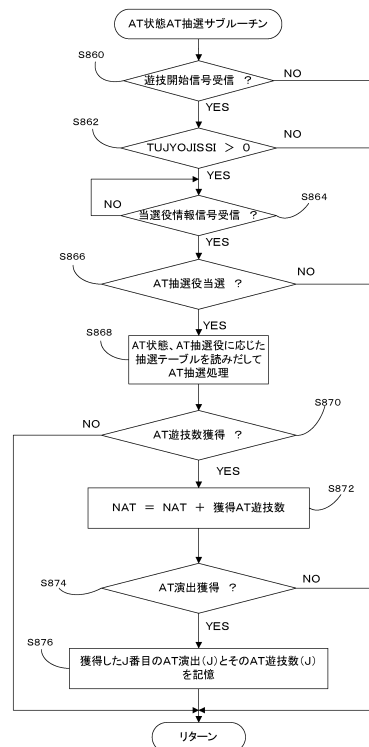 AT状態AT抽選サブルーチン
S860
遊技開始信号受信 ?
NO
YES
S862
TUJYOJISSI > 0
NO
YES
NO
当選役情報信号受信 ?
S864
YES
S866
AT抽選役当選 ?
NO
YES
S868
AT状態、AT抽選役に応じた
抽選テーブルを読みだして
AT抽選処理
S870
NO
AT遊技数獲得 ?
YES
S872
NAT = NAT + 獲得AT遊技数
S874
AT演出獲得 ?
NO
YES
S876
獲得したJ番目のAT演出(J)とそのAT遊技数(J)
を記憶
リターン